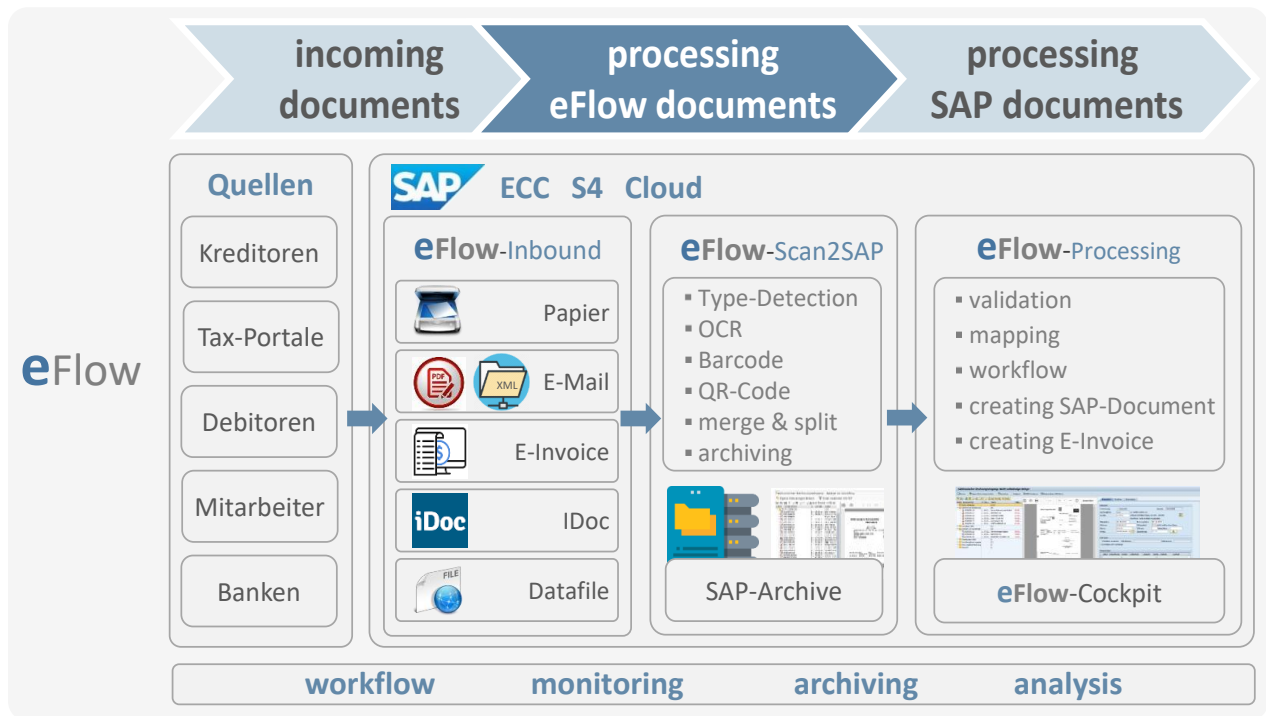 incoming
documents
processing
eFlow documents
processing
SAP documents
eFlow
Quellen
Kreditoren
Tax-Portale
Debitoren
Mitarbeiter
Banken
SAP ECC S4 Cloud
eFlow-Inbound
Papier
PDF
XML
E-Mail
$
E-Invoice
iDoc
IDoc
FILE
Datafile
eFlow-Scan2SAP
▪ Type-Detection
▪ OCR
▪ Barcode
▪ QR-Code
▪ merge & split
▪ archiving
SAP-Archive
eFlow-Processing
▪ validation
▪ mapping
▪ workflow
▪ creating SAP-Document
▪ creating E-Invoice
eFlow-Cockpit
workflow monitoring archiving analysis